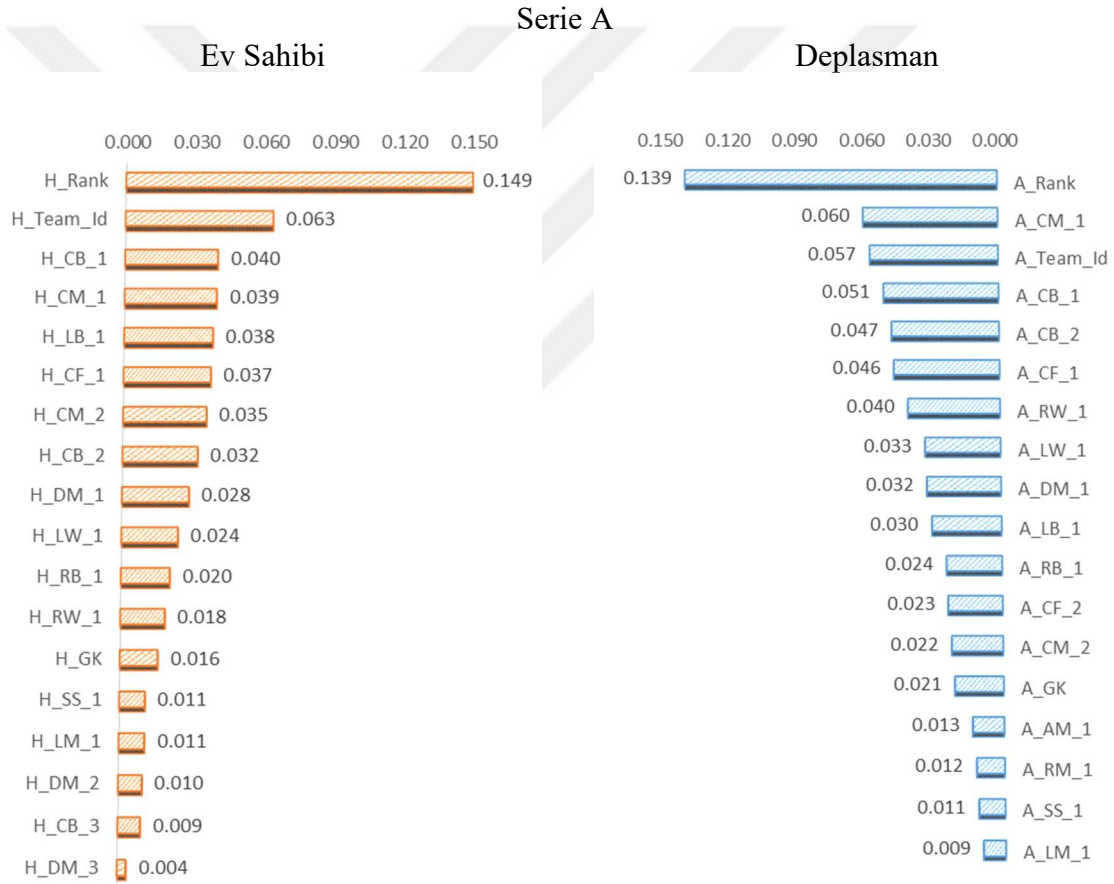 Serie A
Ev Sahibi
0.000 0.030 0.060 0.090 0.120 0.150
H_Rank 0.149
H_Team_Id 0.063
H_CB_1 0.040
H_CM_1 0.039
H_LB_1 0.038
H_CF_1 0.037
H_CM_2 0.035
H_CB_2 0.032
H_DM_1 0.028
H_LW_1 0.024
H_RB_1 0.020
H_RW_1 0.018
H_GK 0.016
H_SS_1 0.011
H_LM_1 0.011
H_DM_2 0.010
H_CB_3 0.009
H_DM_3 0.004
Deplasman
0.150 0.120 0.090 0.060 0.030 0.000
0.139 A_Rank
0.060 A_CM_1
0.057 A_Team_Id
0.051 A_CB_1
0.047 A_CB_2
0.046 A_CF_1
0.040 A_RW_1
0.033 A_LW_1
0.032 A_DM_1
0.030 A_LB_1
0.024 A_RB_1
0.023 A_CF_2
0.022 A_CM_2
0.021 A_GK
0.013 A_AM_1
0.012 A_RM_1
0.011 A_SS_1
0.009 A_LM_1